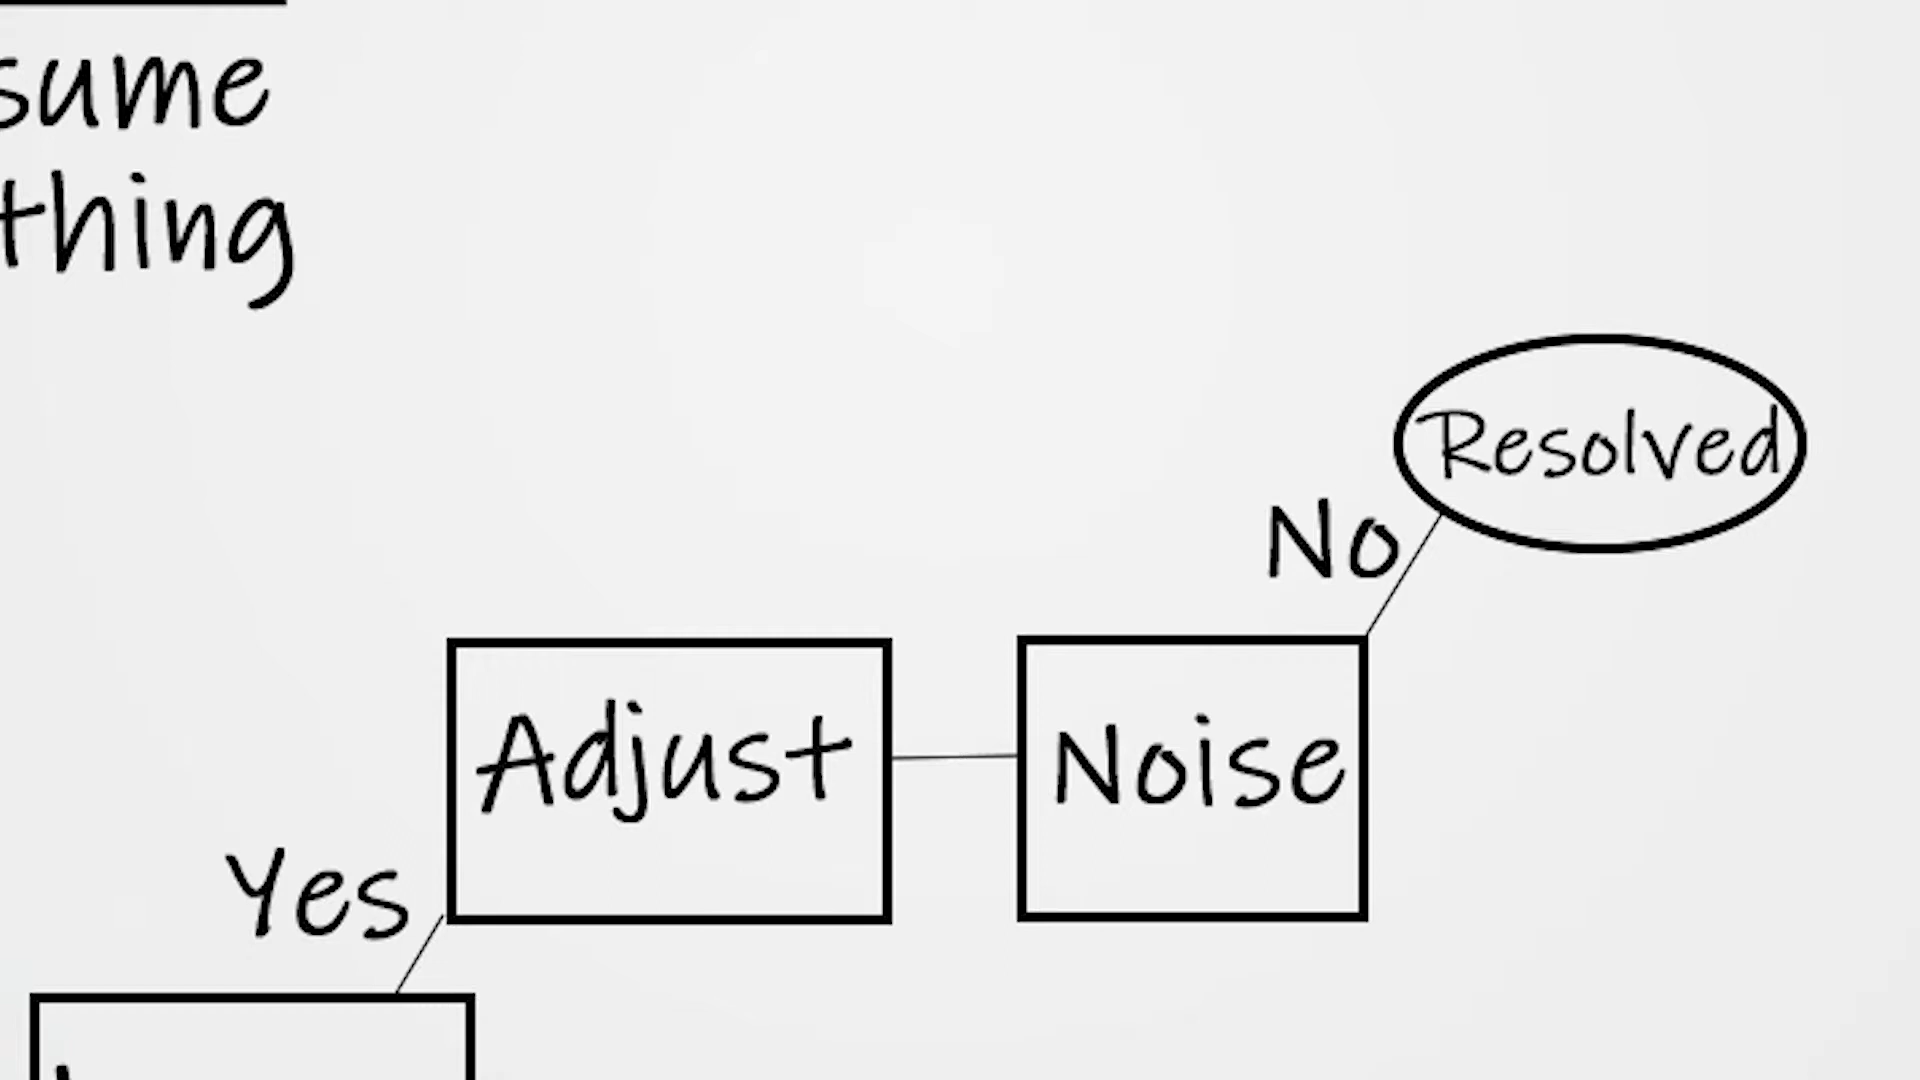 sume
thing
Resolved
No
Adjust
Noise
Yes